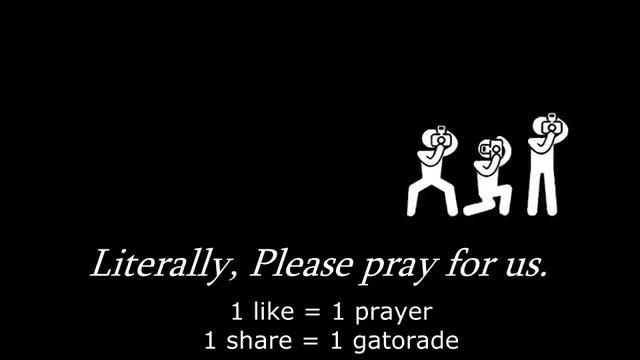 Literally, Please pray for us.
1 like = 1 prayer
1 share = 1 gatorade